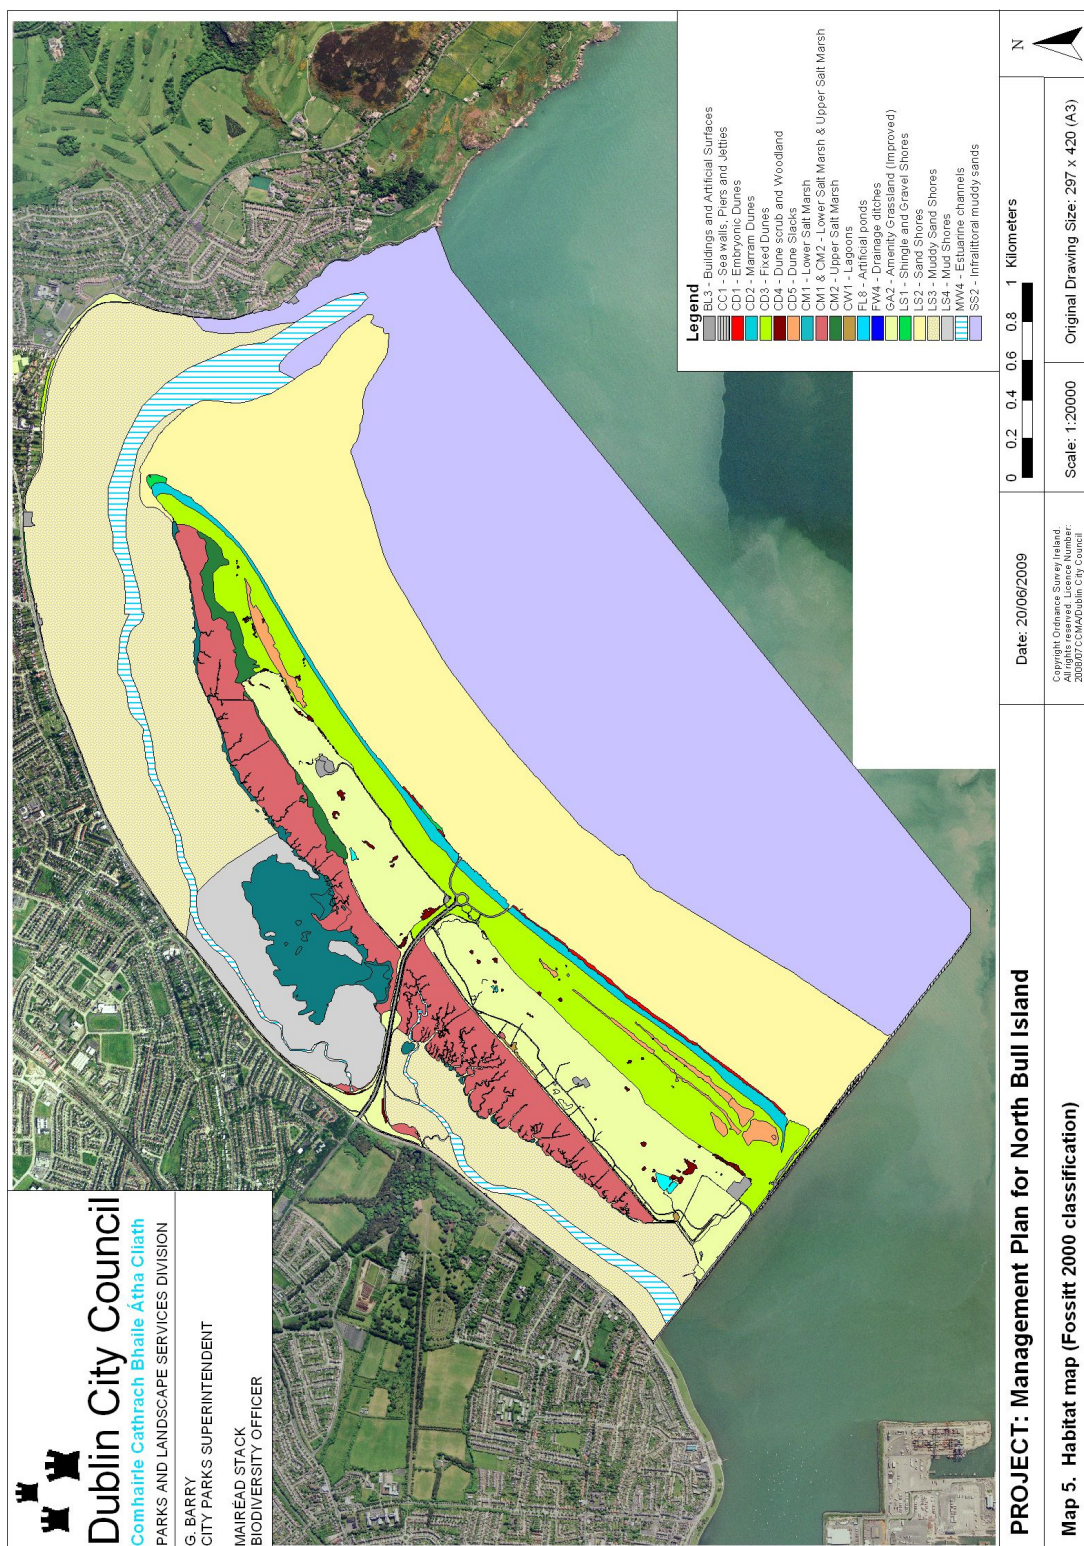 Dublin City Council
Comhairle Cathrach Bhaile Átha Cliath
PARKS AND LANDSCAPE SERVICES DIVISION
G. BARRY
CITY PARKS SUPERINTENDENT
MAIRÉAD STACK
BIODIVERSITY OFFICER
Legend
BL3 - Buildings and Artificial Surfaces
CC1 - Sea walls, Piers and Jetties
CD1 - Embryonic Dunes
CD2 - Marram Dunes
CD3 - Fixed Dunes
CD4 - Dune scrub and Woodland
CD5 - Dune Slacks
CM1 - Lower Salt Marsh
CM1 & CM2 - Lower Salt Marsh & Upper Salt Marsh
CM2 - Upper Salt Marsh
CW1 - Lagoons
FL8 - Artificial ponds
FW4 - Drainage ditches
GA2 - Amenity Grassland (Improved)
LS1 - Shingle and Gravel Shores
LS2 - Sand Shores
LS3 - Muddy Sand Shores
LS4 - Mud Shores
MW4 - Estuarine channels
SS2 - Infralittoral muddy sands
PROJECT: Management Plan for North Bull Island
Map 5. Habitat map (Fossitt 2000 classification)
Date: 20/06/2009
Copyright Ordnance Survey Ireland.
All rights reserved. Licence Number:
2008/07CCMA/Dublin City Council
0 0.2 0.4 0.6 0.8 1 Kilometers
Scale: 1:20000
Original Drawing Size: 297 x 420 (A3)
N